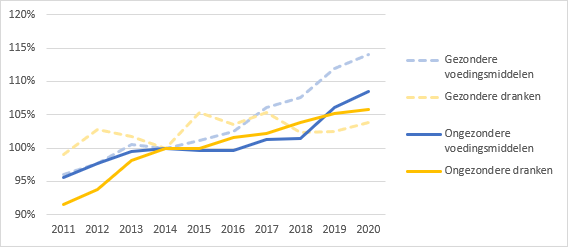 120%
115%
110%
105%
100%
95%
90%
2011 2012 2013 2014 2015 2016 2017 2018 2019 2020
Gezondere
voedingsmiddelen
Gezondere dranken
Ongezondere
voedingsmiddelen
Ongezondere dranken